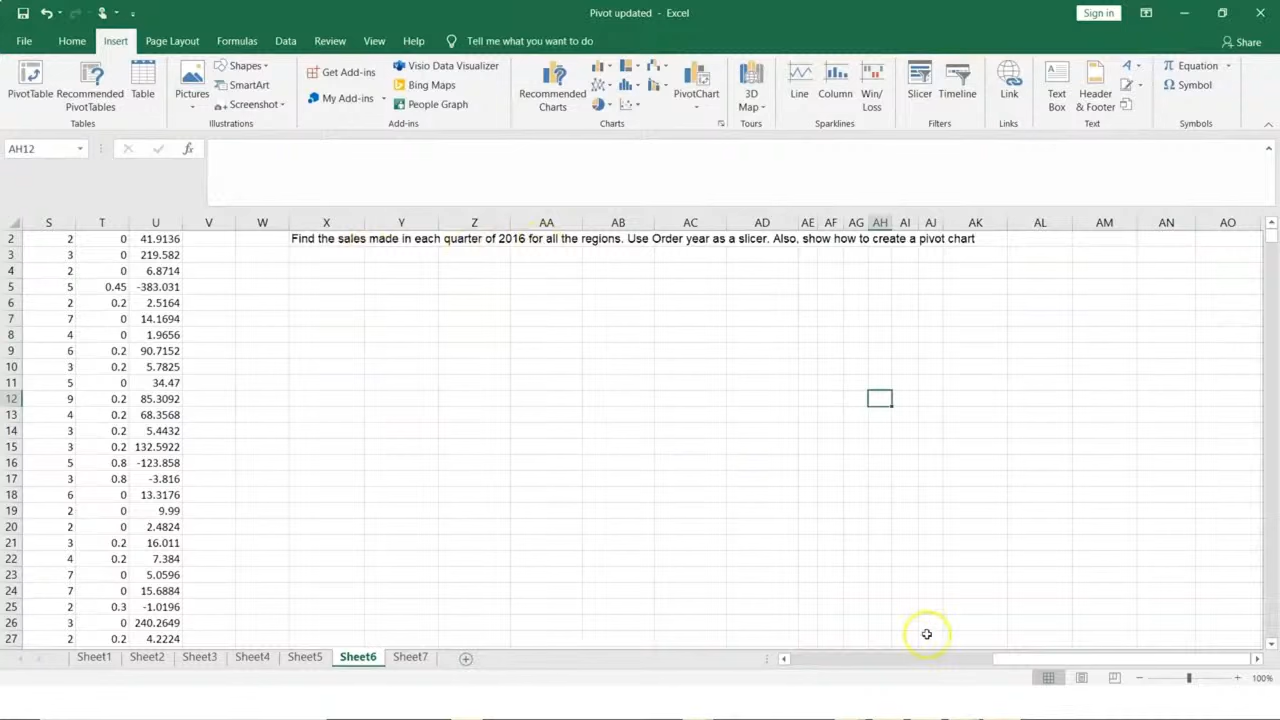 Pivot updated - Excel
Sign in
File Home Insert Page Layout Formulas Data Review View Help Tell me what you want to do
Share
PivotTable Recommended PivotTables Table
Tables
Pictures Shapes SmartArt Screenshot
Illustrations
Get Add-ins My Add-ins Visio Data Visualizer Bing Maps People Graph
Add-ins
Recommended Charts PivotChart
Charts
3D Map
Tours
Line Column Win/Loss
Sparklines
Slicer Timeline
Filters
Link
Links
Text Box Header & Footer
Text
Equation Symbol
Symbols
AH12 fx
S T U V W X Y Z AA AB AC AD AE AF AG AH AI AJ AK AL AM AN AO
2 2 0 41.9136 Find the sales made in each quarter of 2016 for all the regions. Use Order year as a slicer. Also, show how to create a pivot chart
3 3 0 219.582
4 2 0 6.8714
5 5 0.45 -383.031
6 2 0.2 2.5164
7 7 0 14.1694
8 4 0 1.9656
9 6 0.2 90.7152
10 3 0.2 5.7825
11 5 0 34.47
12 9 0.2 85.3092
13 4 0.2 68.3568
14 3 0.2 5.4432
15 3 0.2 132.5922
16 5 0.8 -123.858
17 3 0.8 -3.816
18 6 0 13.3176
19 2 0 9.99
20 2 0 2.4824
21 3 0.2 16.011
22 4 0.2 7.384
23 7 0 5.0596
24 7 0 15.6884
25 2 0.3 -1.0196
26 3 0 240.2649
27 2 0.2 4.2224
Sheet1 Sheet2 Sheet3 Sheet4 Sheet5 Sheet6 Sheet7
100%